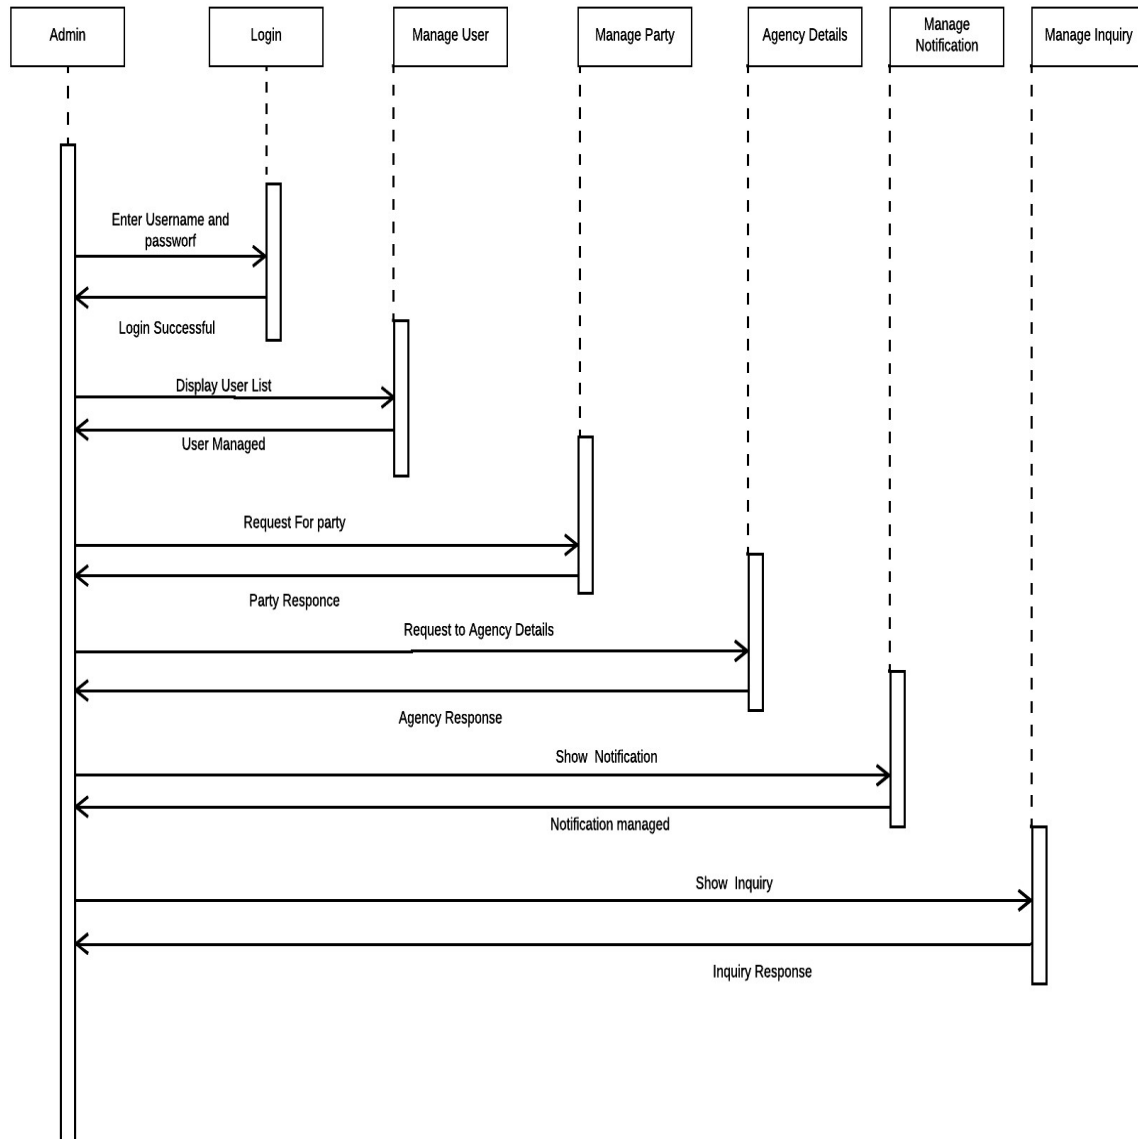 Admin
Login
Manage User
Manage Party
Agency Details
Manage
Notification
Manage Inquiry
Enter Username and
passworf
Login Successful
Display User List
User Managed
Request For party
Party Responce
Request to Agency Details
Agency Response
Show Notification
Notification managed
Show Inquiry
Inquiry Response